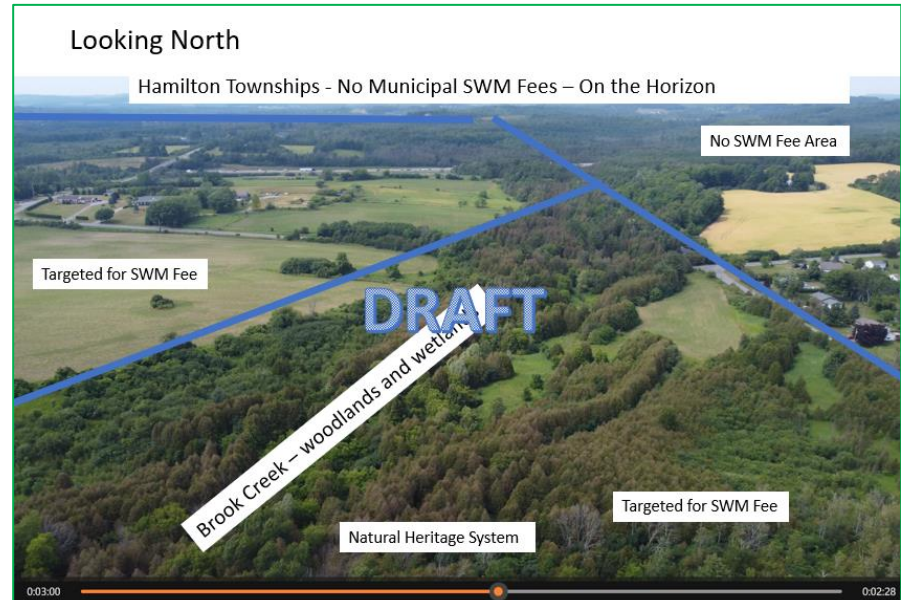 Looking North
Hamilton Townships - No Municipal SWM Fees – On the Horizon
No SWM Fee Area
Targeted for SWM Fee
DRAFT
Brook Creek – woodlands and wetlands
Targeted for SWM Fee
Natural Heritage System
0:03:00
0:02:28